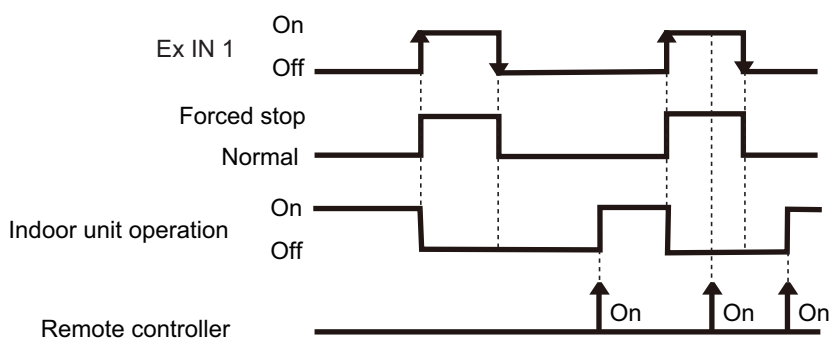 On
Ex IN 1
Off
Forced stop
Normal
On
Indoor unit operation
Off
On
On
On
Remote controller